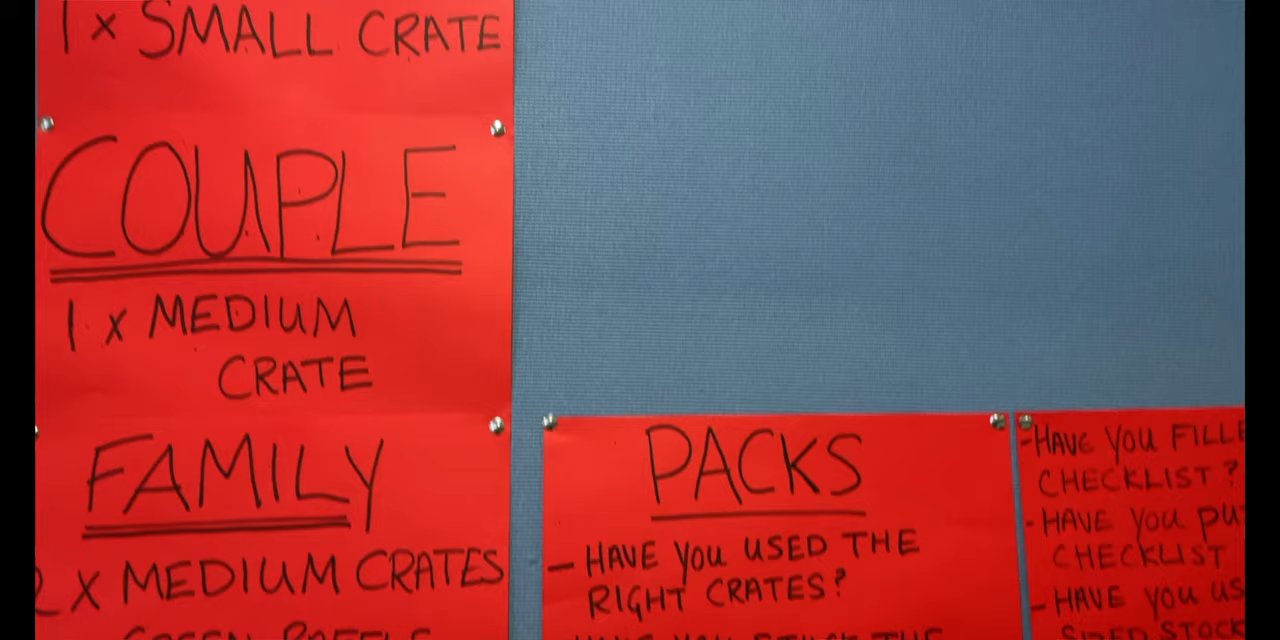 1 x SMALL CRATE
COUPLE
1 x MEDIUM
CRATE
FAMILY
2 x MEDIUM CRATES
PACKS
- HAVE YOU USED THE
RIGHT CRATES?
- HAVE YOU
CHECKLIST?
- HAVE YOU
CHECKLIST
- HAVE YOU